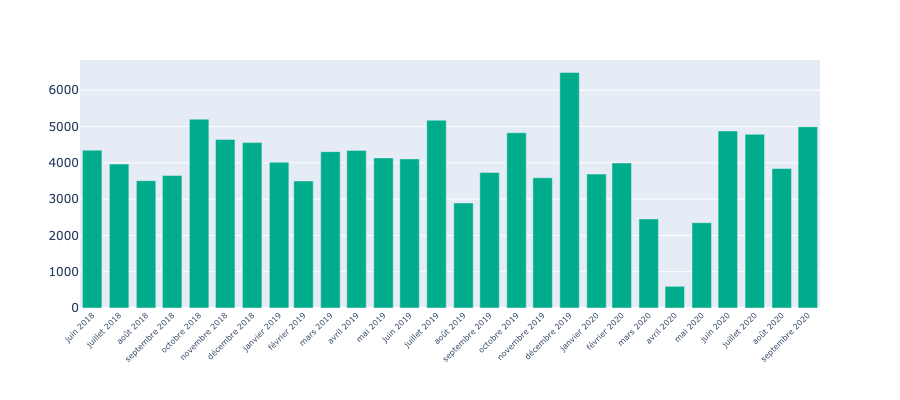 6000
5000
4000
3000
2000
1000
0
juin 2018
juillet 2018
août 2018
septembre 2018
octobre 2018
novembre 2018
décembre 2018
janvier 2019
février 2019
mars 2019
avril 2019
mai 2019
juin 2019
juillet 2019
août 2019
septembre 2019
octobre 2019
novembre 2019
décembre 2019
janvier 2020
février 2020
mars 2020
avril 2020
mai 2020
juin 2020
juillet 2020
août 2020
septembre 2020